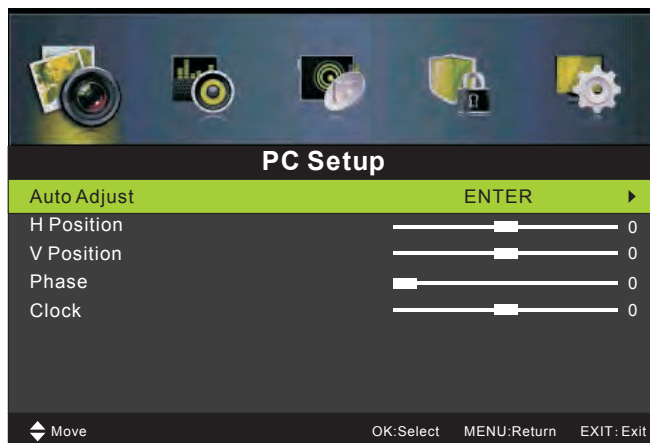 PC Setup
Auto Adjust ENTER
H Position 0
V Position 0
Phase 0
Clock 0
Move OK:Select MENU:Return EXIT:Exit